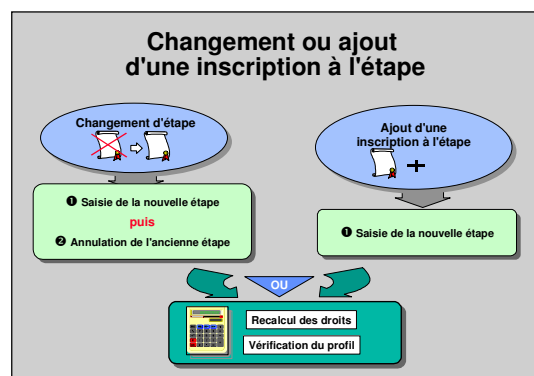 Changement ou ajout
d'une inscription à l'étape
Changement d'étape
❶ Saisie de la nouvelle étape
puis
❷ Annulation de l'ancienne étape
Ajout d'une
inscription à l'étape
❶ Saisie de la nouvelle étape
OU
Recalcul des droits
Vérification du profil